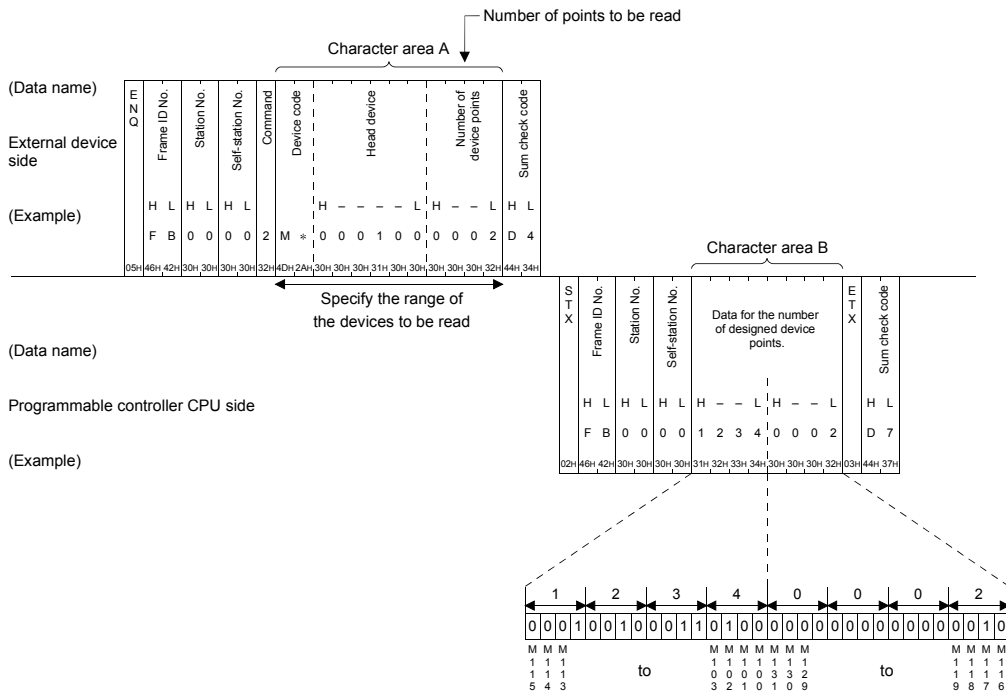 Number of points to be read
Character area A
(Data name)
External device side
(Example)
ENQ
Frame ID No.
Station No.
Self-station No.
Command
Device code
Head device
Number of device points
Sum check code
H L H L H L H – – – – L H – – L H L
F B 0 0 0 0 2 M * 0 0 0 1 0 0 0 0 0 2 D 4
05H 46H 42H 30H 30H 30H 30H 32H 4DH 2AH 30H 30H 30H 31H 30H 30H 30H 30H 30H 32H 44H 34H
Specify the range of
the devices to be read
Character area B
(Data name)
Programmable controller CPU side
(Example)
STX
Frame ID No.
Station No.
Self-station No.
Data for the number
of designed device
points.
ETX
Sum check code
H L H L H L H – – L H – – L H L
F B 0 0 0 0 1 2 3 4 0 0 0 2 D 7
02H 46H 42H 30H 30H 30H 30H 31H 32H 33H 34H 30H 30H 30H 32H 03H 44H 37H
1 2 3 4 0 0 0 2
0 0 0 1 0 0 1 0 0 0 1 1 0 1 0 0 0 0 0 0 0 0 0 0 0 0 0 0 0 0 1 0
M115 M114 M113 to M103 M102 M101 M100 M131 M130 M129 to M119 M118 M117 M116